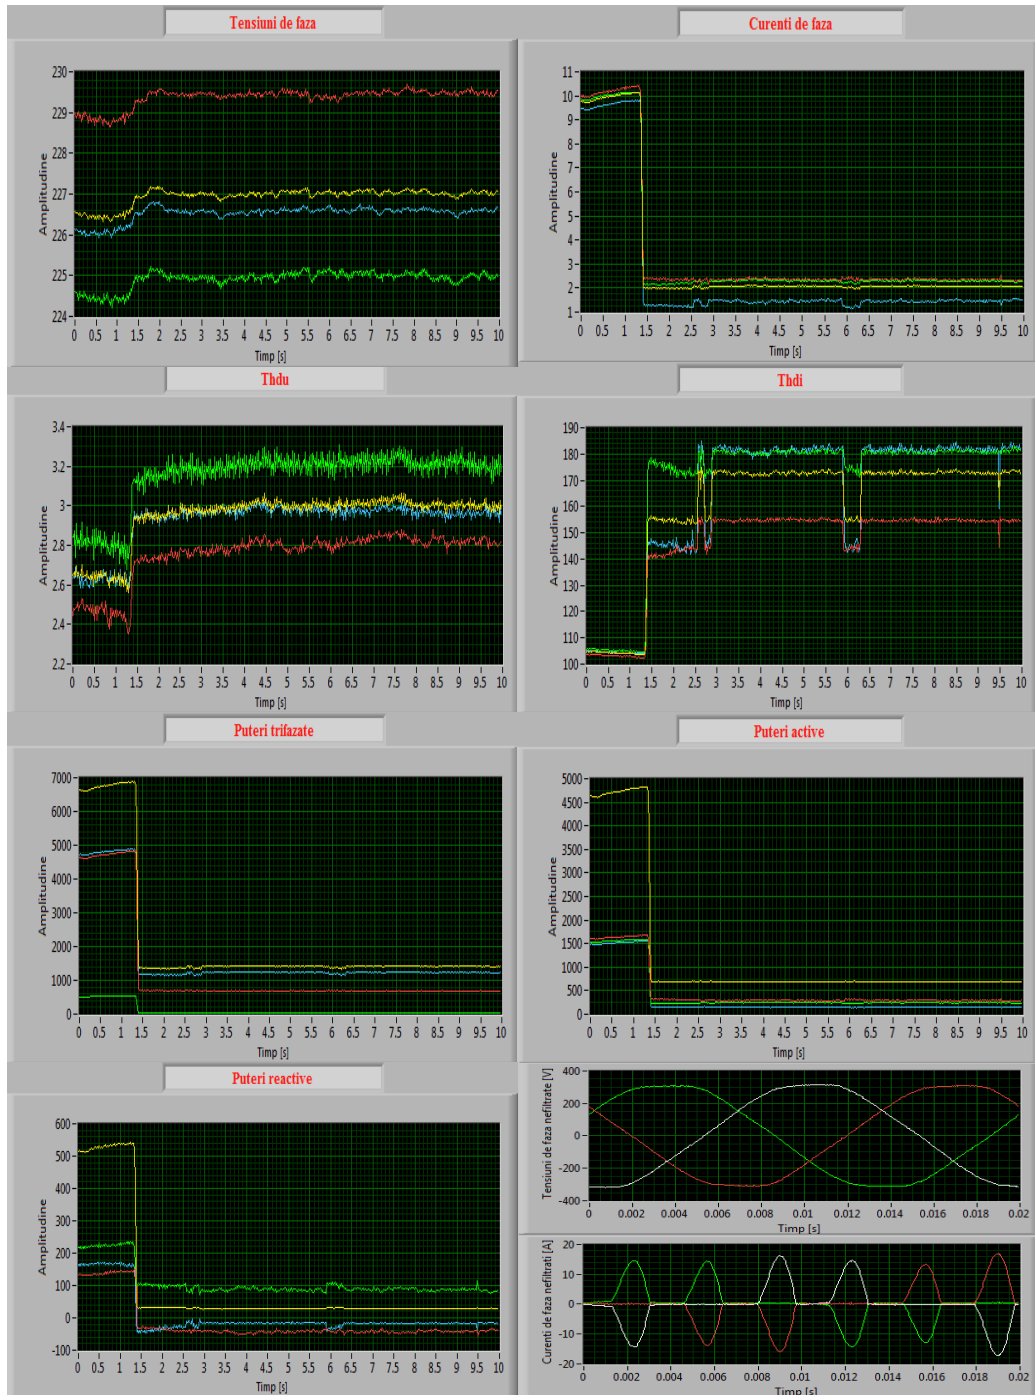 Tensiuni de faza
Curenti de faza
230
229
228
227
226
225
224
Amplitudine
0 0.5 1 1.5 2 2.5 3 3.5 4 4.5 5 5.5 6 6.5 7 7.5 8 8.5 9 9.5 10
Timp [s]
11
10
9
8
7
6
5
4
3
2
1
Amplitudine
0 0.5 1 1.5 2 2.5 3 3.5 4 4.5 5 5.5 6 6.5 7 7.5 8 8.5 9 9.5 10
Timp [s]
Thdu
Thdi
3.4
3.2
3
2.8
2.6
2.4
2.2
Amplitudine
0 0.5 1 1.5 2 2.5 3 3.5 4 4.5 5 5.5 6 6.5 7 7.5 8 8.5 9 9.5 10
Timp [s]
190
180
170
160
150
140
130
120
110
100
Amplitudine
0 0.5 1 1.5 2 2.5 3 3.5 4 4.5 5 5.5 6 6.5 7 7.5 8 8.5 9 9.5 10
Timp [s]
Puteri trifazate
Puteri active
7000
6000
5000
4000
3000
2000
1000
0
Amplitudine
0 0.5 1 1.5 2 2.5 3 3.5 4 4.5 5 5.5 6 6.5 7 7.5 8 8.5 9 9.5 10
Timp [s]
5000
4500
4000
3500
3000
2500
2000
1500
1000
500
0
Amplitudine
0 0.5 1 1.5 2 2.5 3 3.5 4 4.5 5 5.5 6 6.5 7 7.5 8 8.5 9 9.5 10
Timp [s]
Puteri reactive
600
500
400
300
200
100
0
-100
Amplitudine
0 0.5 1 1.5 2 2.5 3 3.5 4 4.5 5 5.5 6 6.5 7 7.5 8 8.5 9 9.5 10
Timp [s]
400
200
0
-200
-400
Tensiuni de faza nefiltrate [V]
0 0.002 0.004 0.006 0.008 0.01 0.012 0.014 0.016 0.018 0.02
Timp [s]
20
10
0
-10
-20
Curenti de faza nefiltrati [A]
0 0.002 0.004 0.006 0.008 0.01 0.012 0.014 0.016 0.018 0.02
Timp [s]